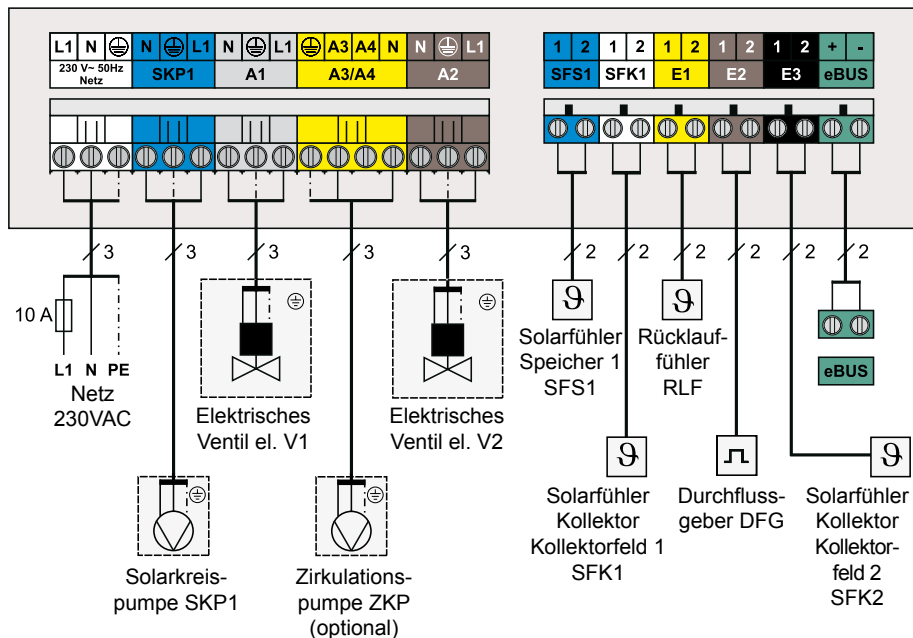 L1 N N L1 N L1 A3 A4 N N L1
230 V~ 50Hz
Netz
SKP1 A1 A3/A4 A2
1 2 1 2 1 2 1 2 1 2 + -
SFS1 SFK1 E1 E2 E3 eBUS
3 3 3 3 3
2 2 2 2 2 2
10 A
L1 N PE
Netz
230VAC
Elektrisches
Ventil el. V1
Elektrisches
Ventil el. V2
ϑ
Solarfühler
Speicher 1
SFS1
ϑ
Rücklauf-
fühler
RLF
eBUS
Solarkreis-
pumpe SKP1
Zirkulations-
pumpe ZKP
(optional)
ϑ
Solarfühler
Kollektor
Kollektorfeld 1
SFK1
Durchfluss-
geber DFG
ϑ
Solarfühler
Kollektor
Kollektor-
feld 2
SFK2